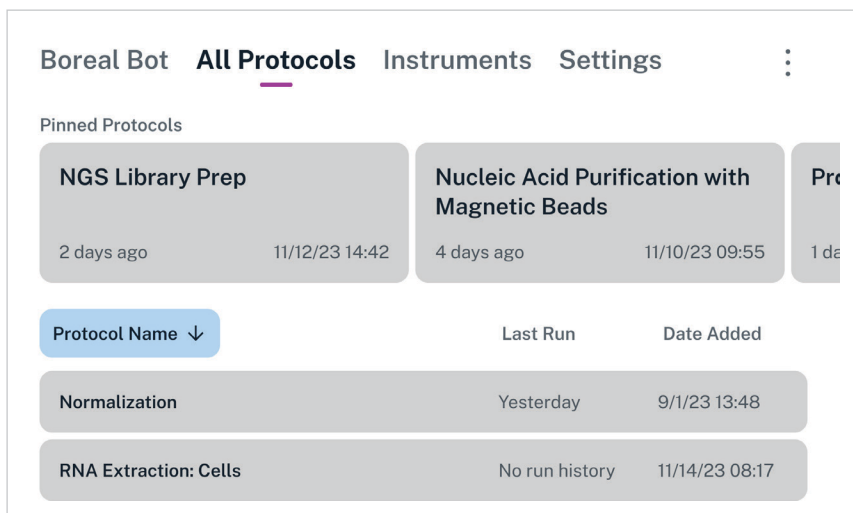 Boreal Bot All Protocols Instruments Settings
Pinned Protocols
NGS Library Prep
2 days ago 11/12/23 14:42
Nucleic Acid Purification with
Magnetic Beads
4 days ago 11/10/23 09:55
1 da
Protocol Name ↓ Last Run Date Added
Normalization Yesterday 9/1/23 13:48
RNA Extraction: Cells No run history 11/14/23 08:17